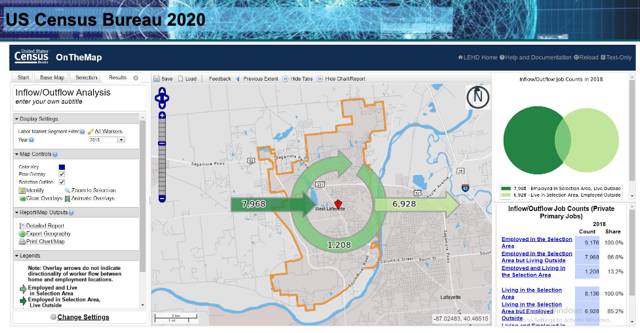 US Census Bureau 2020
United States
Census
Bureau
OnTheMap
LEHD Home Help and Documentation Reload Text-Only
Start Base Map Selection Results
Save Load Feedback Previous Extent Hide Tabs Hide Chart/Report
Inflow/Outflow Analysis
enter your own subtitle
Display Settings
Labor Market Segment Filter All Workers
Year 2018
Map Controls
Color Key
Flow Overlay
Selection Outline
Identify Zoom to Selection
Clear Overlays Animate Overlays
Report/Map Outputs
Detailed Report
Export Geography
Print Chart/Map
Legends
Note: Overlay arrows do not indicate
directionality of worker flow between
home and employment locations.
Employed and Live
in Selection Area
Employed in Selection Area,
Live Outside
Change Settings
N
Sagamore Pkwy
7,968
West Lafayette
6,928
1,208
Lafayette
-87.02483, 40.46515
Inflow/Outflow Job Counts in 2018
7,968 - Employed in Selection Area, Live Outside
6,928 - Live in Selection Area, Employed Outside
Inflow/Outflow Job Counts (Private
Primary Jobs)
2018
Count Share
Employed in the Selection
Area 9,176 100.0%
Employed in the Selection
Area but Living Outside 7,968 86.8%
Employed and Living in
the Selection Area 1,208 13.2%
Living in the Selection
Area 8,136 100.0%
Living in the Selection
Area but Employed
Outside 6,928 85.2%
Living and Employed in